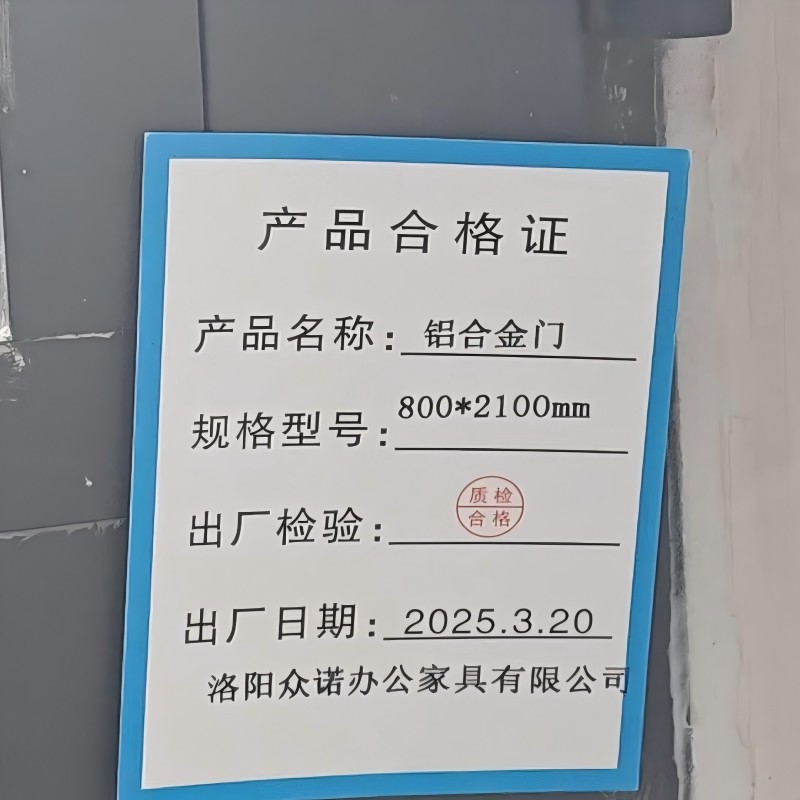 产品合格证
产品名称：铝合金门
规格型号：800*2100mm
出厂检验：质检合格
出厂日期：2025.3.20
洛阳众诺办公家具有限公司